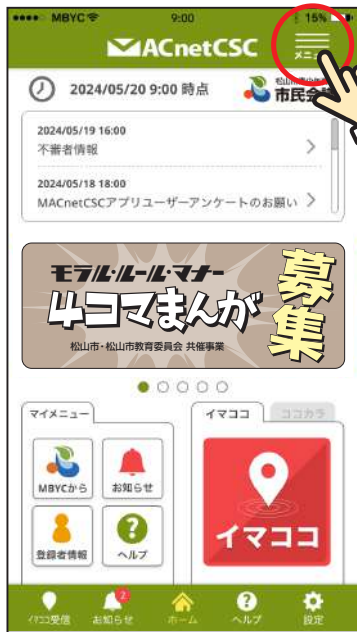 MBYC 9:00 15%
MACnetCSC
メニュー
2024/05/20 9:00 時点
市民会議
2024/05/19 16:00
不審者情報
2024/05/18 18:00
MACnetCSCアプリユーザーアンケートのお願い
モラル・ルール・マナー
4コマまんが
募集
松山市・松山市教育委員会 共催事業
マイメニュー
イマココ
ココカラ
MBYCから
お知らせ
登録者情報
ヘルプ
イマココ
2
イマココ受信
お知らせ
ホーム
ヘルプ
設定